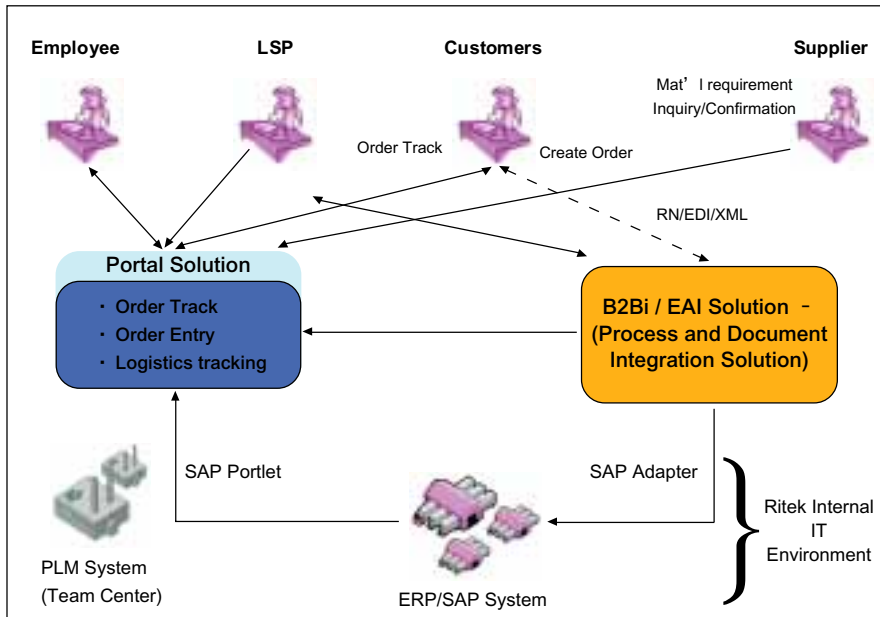 Employee
LSP
Customers
Supplier
Mat' l requirement
Inquiry/Confirmation
Order Track
Create Order
RN/EDI/XML
Portal Solution
・ Order Track
・ Order Entry
・ Logistics tracking
B2Bi / EAI Solution -
(Process and Document
Integration Solution)
SAP Portlet
SAP Adapter
Ritek Internal
IT
Environment
PLM System
(Team Center)
ERP/SAP System